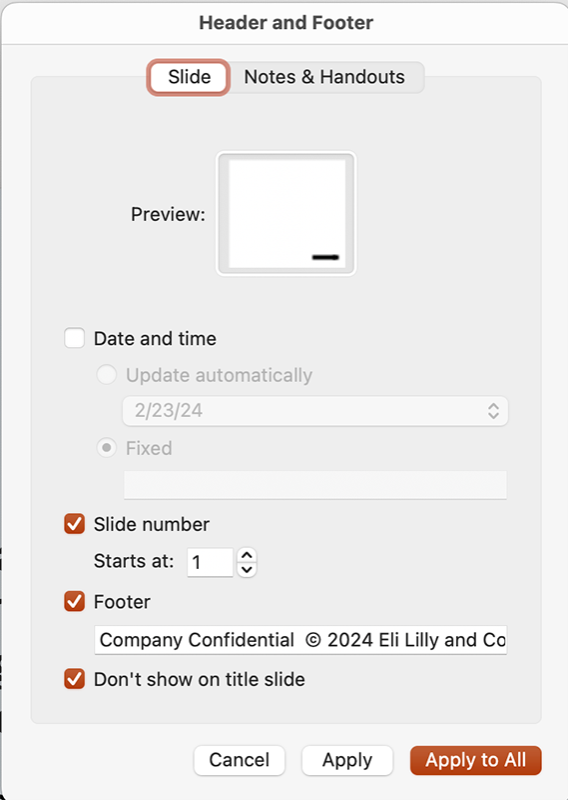 Header and Footer
Slide Notes & Handouts
Preview:
Date and time
Update automatically
2/23/24
Fixed
Slide number
Starts at: 1
Footer
Company Confidential © 2024 Eli Lilly and Co
Don't show on title slide
Cancel Apply Apply to All